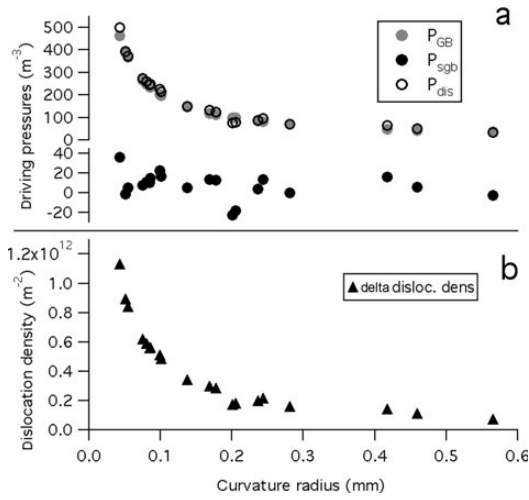 a
500
400
300
200
100
0
40
20
0
-20
Driving pressures (m⁻³)
P_GB
P_sgb
P_dis
b
1.2x10¹²
1.0
0.8
0.6
0.4
0.2
0.0
Dislocation density (m⁻²)
delta disloc. dens
0.0 0.1 0.2 0.3 0.4 0.5 0.6
Curvature radius (mm)